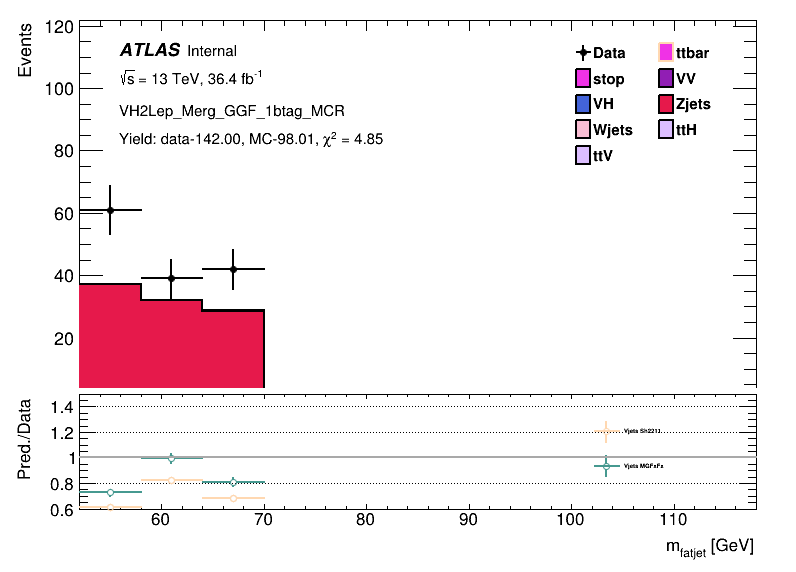 Events
120
100
80
60
40
20
ATLAS Internal
√s = 13 TeV, 36.4 fb⁻¹
VH2Lep_Merg_GGF_1btag_MCR
Yield: data-142.00, MC-98.01, χ² = 4.85
Data
ttbar
stop
VV
VH
Zjets
Wjets
ttH
ttV
Pred./Data
1.4
1.2
1
0.8
0.6
Vjets Sh2211
Vjets MGFxFx
60 70 80 90 100 110
m_fatjet [GeV]